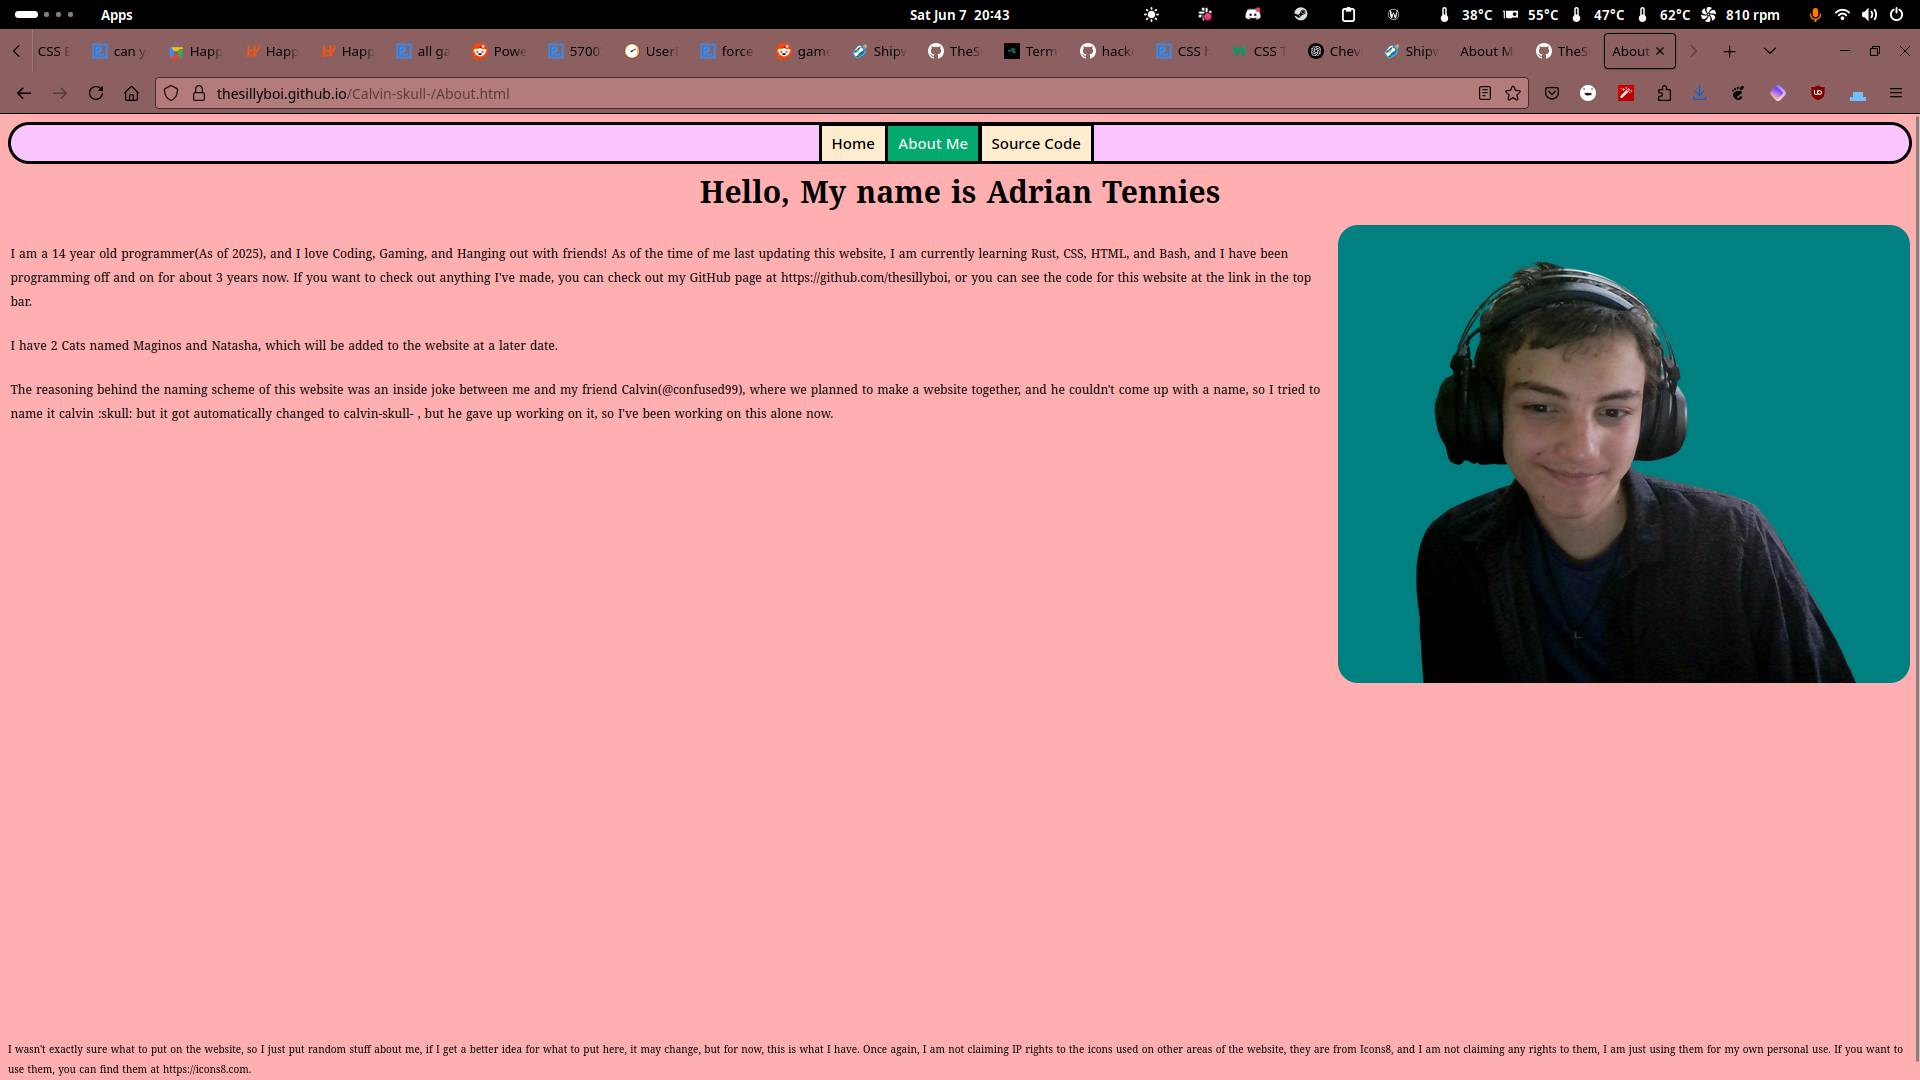 Apps
Sat Jun 7 20:43
38°C 55°C 47°C 62°C 810 rpm
CSS can y Happ Happ Happ all ga Powe 5700 User force game Ship TheS Term hack CSS h CSS T Chev Ship About M TheS About
thesillyboi.github.io/Calvin-skull-/About.html
Home About Me Source Code
Hello, My name is Adrian Tennies
I am a 14 year old programmer(As of 2025), and I love Coding, Gaming, and Hanging out with friends! As of the time of me last updating this website, I am currently learning Rust, CSS, HTML, and Bash, and I have been
programming off and on for about 3 years now. If you want to check out anything I've made, you can check out my GitHub page at https://github.com/thesillyboi, or you can see the code for this website at the link in the top
bar.
I have 2 Cats named Maginos and Natasha, which will be added to the website at a later date.
The reasoning behind the naming scheme of this website was an inside joke between me and my friend Calvin(@confused99), where we planned to make a website together, and he couldn't come up with a name, so I tried to
name it calvin :skull: but it got automatically changed to calvin-skull- , but he gave up working on it, so I've been working on this alone now.
I wasn't exactly sure what to put on the website, so I just put random stuff about me, if I get a better idea for what to put here, it may change, but for now, this is what I have. Once again, I am not claiming IP rights to the icons used on other areas of the website, they are from Icons8, and I am not claiming any rights to them, I am just using them for my own personal use. If you want to
use them, you can find them at https://icons8.com.